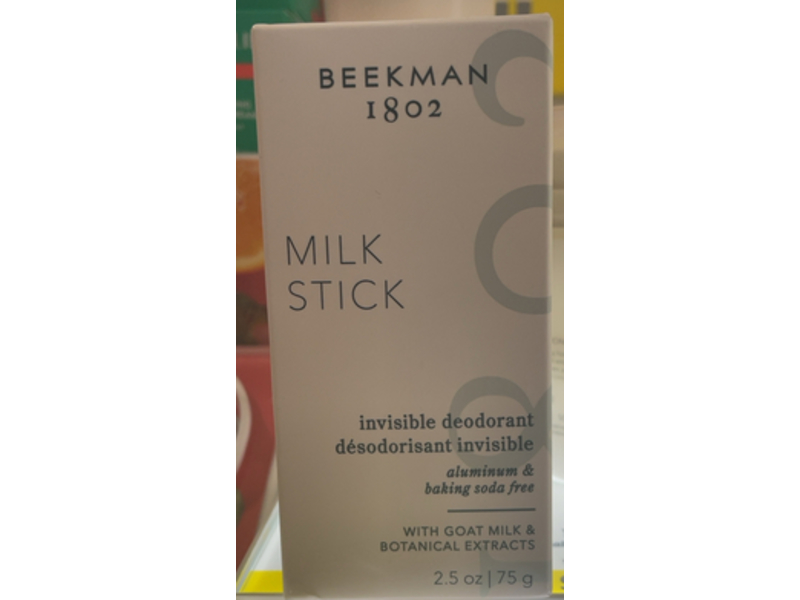 BEEKMAN
1802
MILK
STICK
invisible deodorant
désodorisant invisible
aluminum &
baking soda free
WITH GOAT MILK &
BOTANICAL EXTRACTS
2.5 oz | 75 g